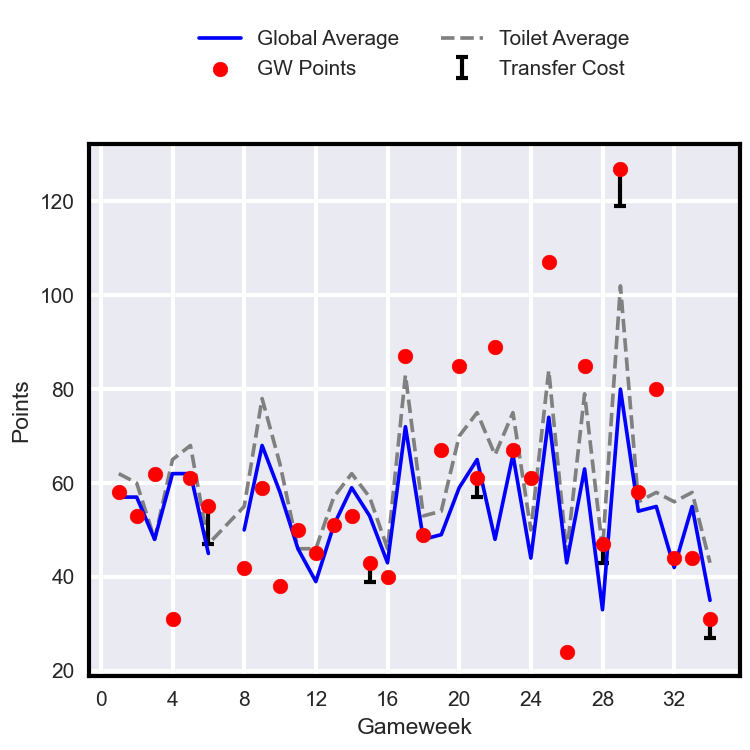 Global Average
Toilet Average
GW Points
Transfer Cost
120
100
80
60
40
20
Points
0 4 8 12 16 20 24 28 32
Gameweek